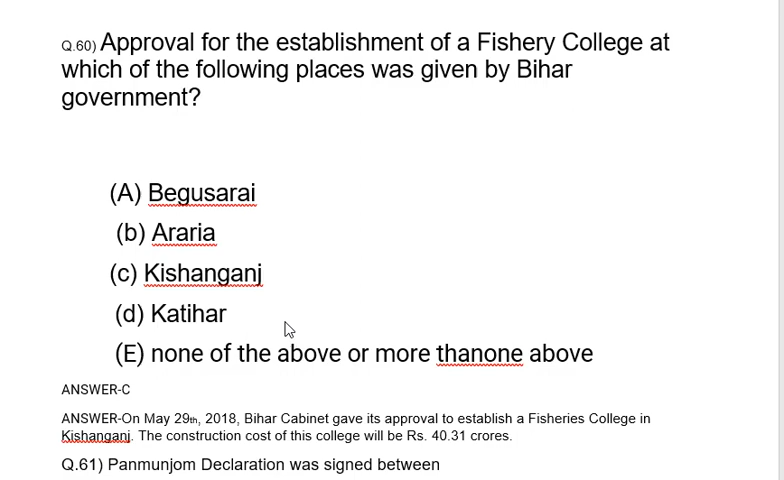 Q.60) Approval for the establishment of a Fishery College at
which of the following places was given by Bihar
government?
(A) Begusarai
(b) Araria
(c) Kishanganj
(d) Katihar
(E) none of the above or more thanone above
ANSWER-C
ANSWER-On May 29th, 2018, Bihar Cabinet gave its approval to establish a Fisheries College in
Kishanganj. The construction cost of this college will be Rs. 40.31 crores.
Q.61) Panmunjom Declaration was signed between